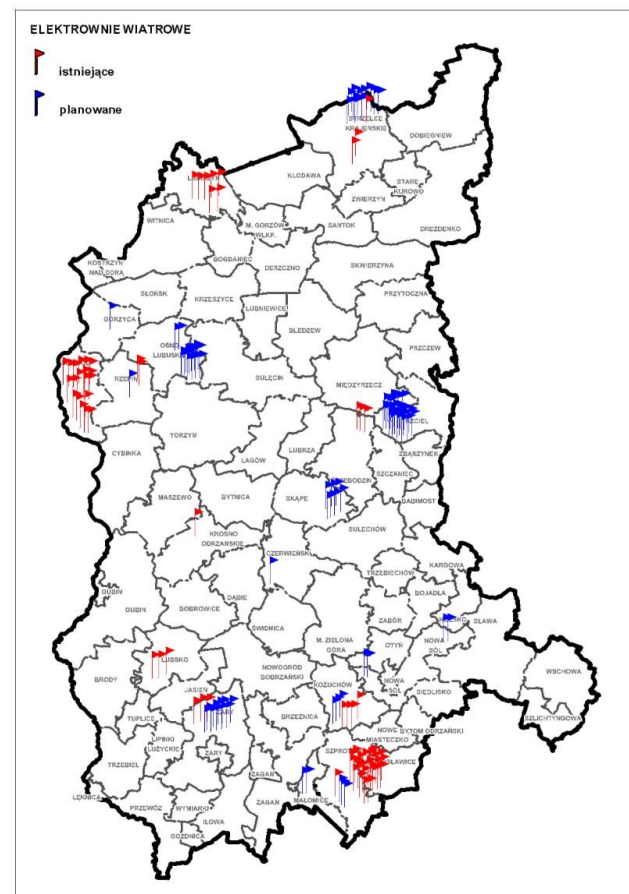 ELEKTROWNIE WIATROWE
istniejące
planowane
STRZELCE
KRAJEŃSKIE
DOBIEGNIEW
KŁODAWA
STARE
KUROWO
ZWIERZYN
WITNICA
M. GORZÓW
WLKP.
SANTOK
DREZDENKO
BOGDANIEC
DESZCZNO
SKWIERZYNA
KOSTRZYN
NAD ODRĄ
SŁOŃSK
KRZESZYCE
LUBNIEWICE
PRZYTOCZNA
GÓRZYCA
BLEDZEW
PSZCZEW
OŚNO
LUBUSKIE
RZEPIN
SULĘCIN
MIĘDZYRZECZ
CYBINKA
TORZYM
ŁAGÓW
LUBRZA
ZBĄSZYNEK
SZCZANIEC
BABIMOST
MASZEWO
BYTNICA
SKĄPE
SULECHÓW
KROSNO
ODRZAŃSKIE
CZERWIEŃSK
KARGOWA
TRZEBIECHÓW
BOJADŁA
GUBIN
GUBIN
DĄBIE
BOBROWICE
ŚWIDNICA
ZABÓR
SŁAWA
M. ZIELONA
GÓRA
OTYŃ
NOWA
SÓL
LUBSKO
BRODY
NOWOGRÓD
BOBRZAŃSKI
WSCHOWA
JASIEŃ
KOŻUCHÓW
NOWA
SÓL
SIEDLISKO
TUPLICE
ŻARY
BRZEŹNICA
SZLICHTYNGOWA
NOWE
MIASTECZKO
BYTOM ODRZAŃSKI
LIPINKI
ŁUŻYCKIE
ŻARY
TRZEBIEL
ŻAGAŃ
ŁĘKNICA
PRZEWÓZ
WYMIARKI
ŻAGAŃ
MAŁOMICE
IŁOWA
GOZDNICA